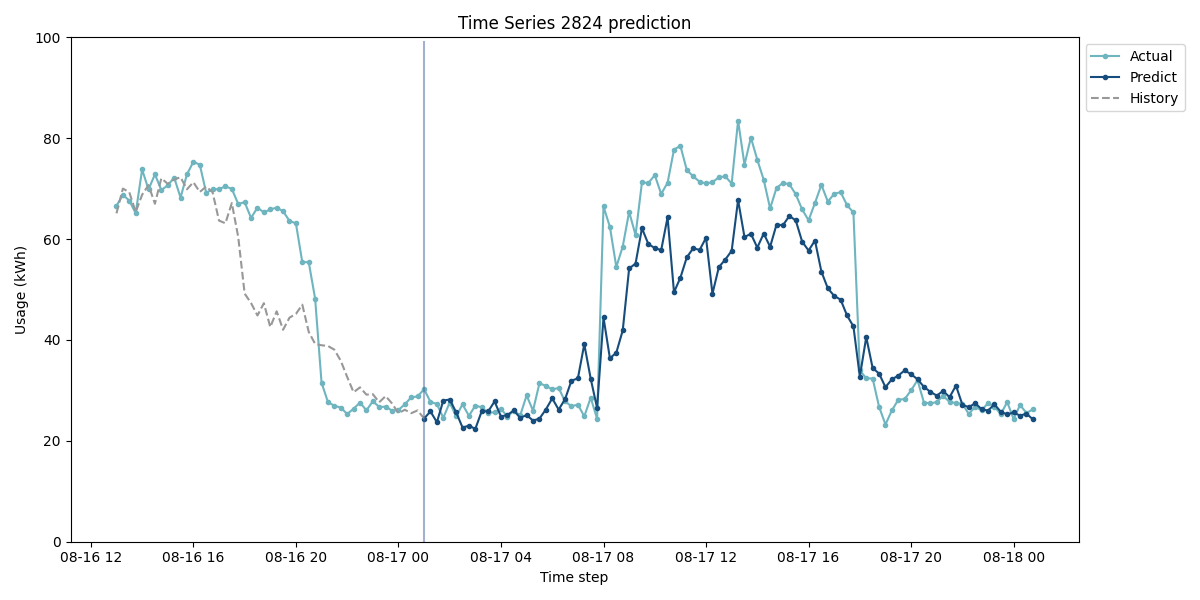 Time Series 2824 prediction
100
80
60
40
20
0
Usage (kWh)
08-16 12
08-16 16
08-16 20
08-17 00
08-17 04
08-17 08
08-17 12
08-17 16
08-17 20
08-18 00
Time step
Actual
Predict
History